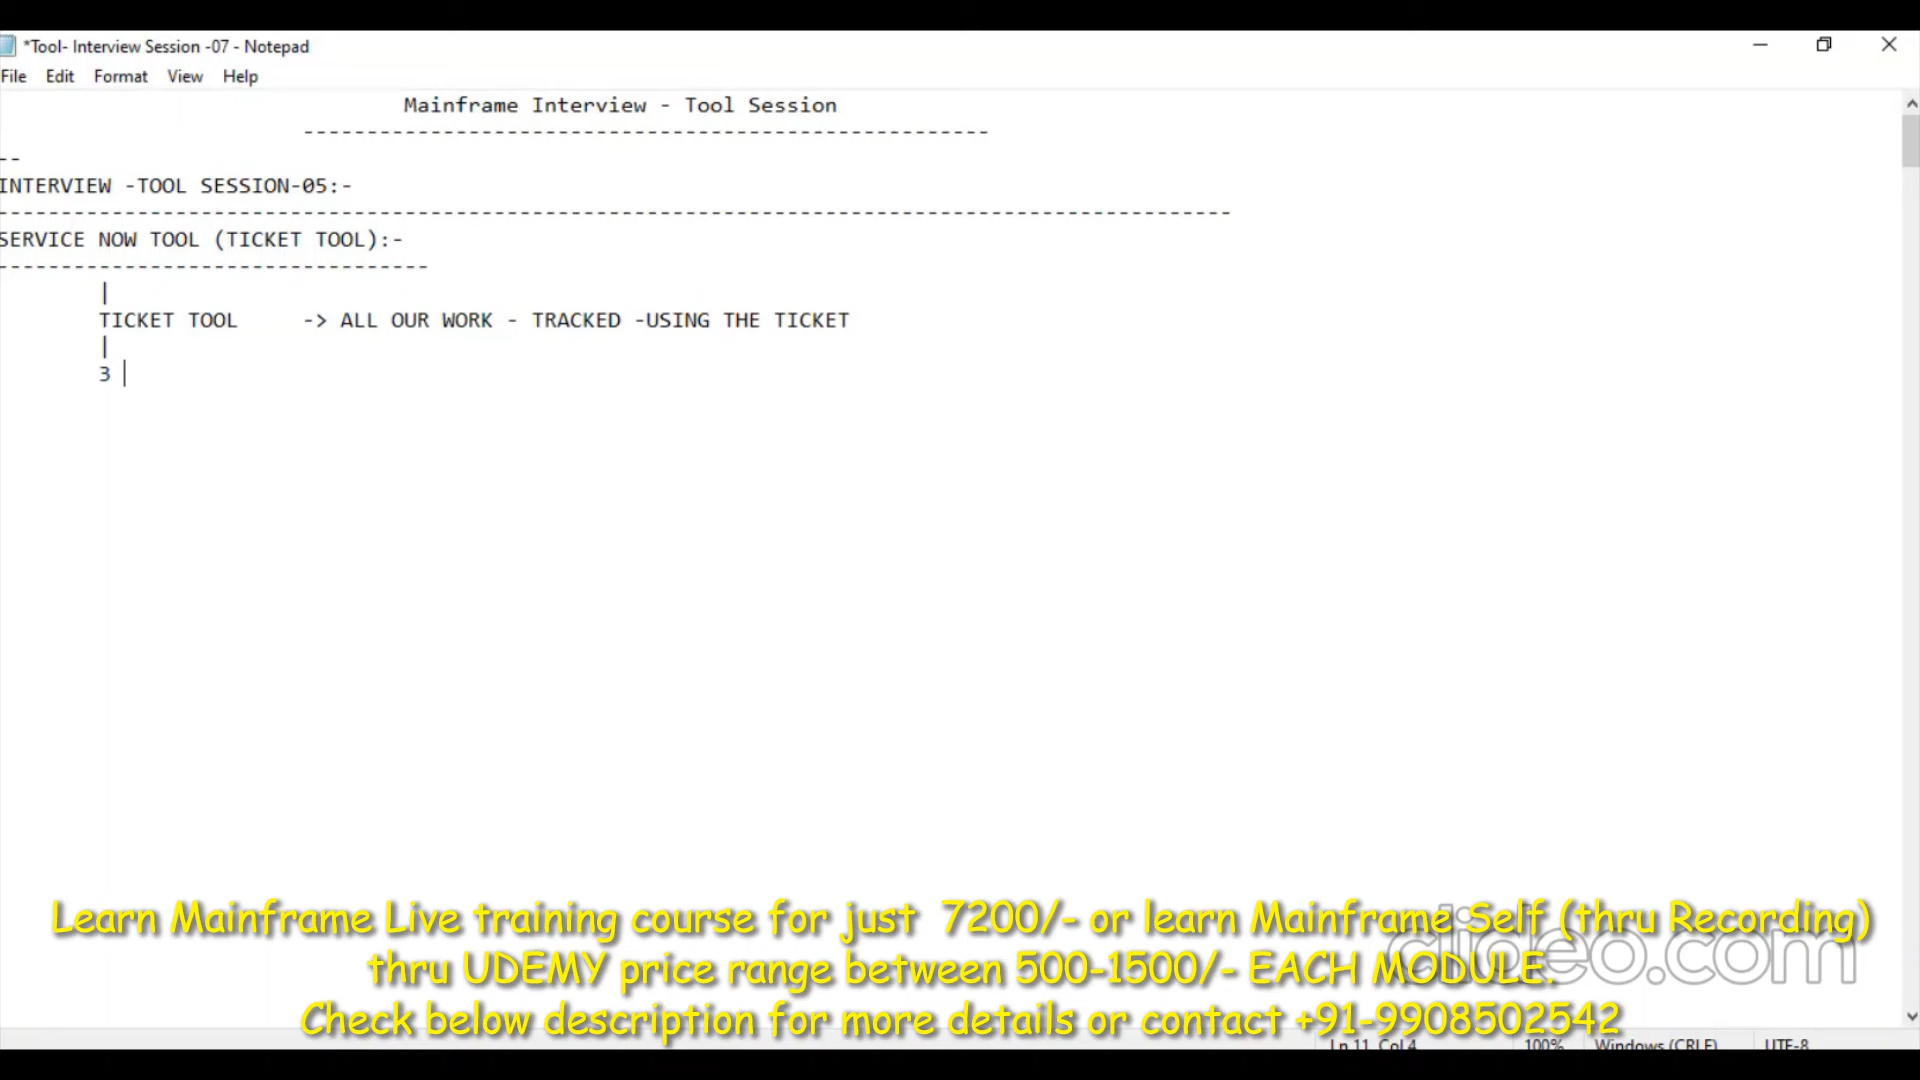 *Tool- Interview Session -07 - Notepad
File Edit Format View Help
Mainframe Interview - Tool Session
------------------------------------------------------
--
INTERVIEW -TOOL SESSION-05:-
-------------------------------------------------------------------------------------------------
SERVICE NOW TOOL (TICKET TOOL):-
----------------------------------
|
TICKET TOOL -> ALL OUR WORK - TRACKED -USING THE TICKET
|
3
Learn Mainframe Live training course for just 7200/- or learn Mainframe Self (thru Recording)
thru UDEMY price range between 500-1500/- EACH MODULE.
clideo.com
Check below description for more details or contact +91-9908502542
Ln 11, Col 4 100% Windows (CRLF) UTF-8